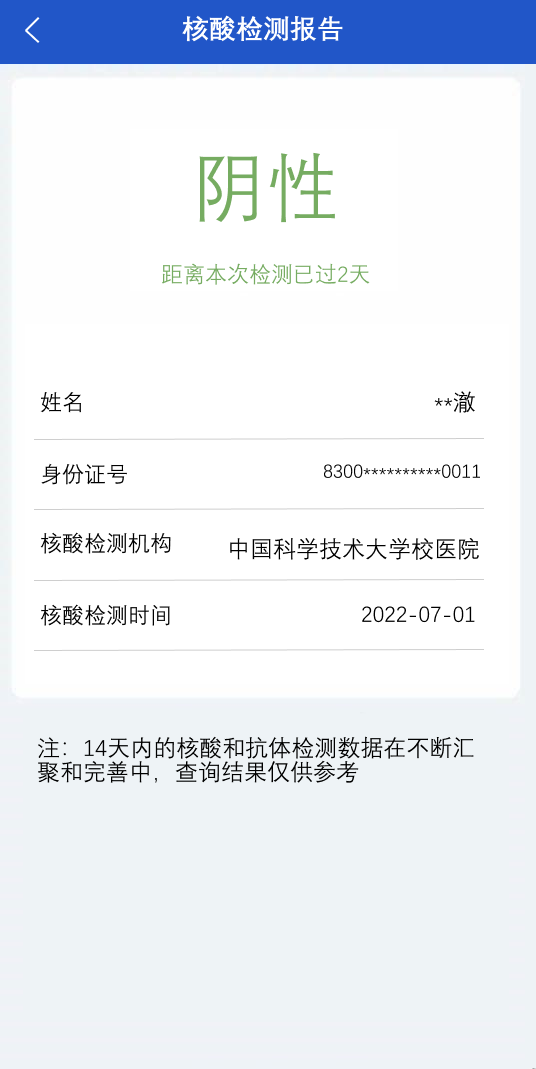 核酸检测报告
阴性
距离本次检测已过2天
姓名 **澈
身份证号 8300**********0011
核酸检测机构 中国科学技术大学校医院
核酸检测时间 2022-07-01
注：14天内的核酸和抗体检测数据在不断汇
聚和完善中，查询结果仅供参考